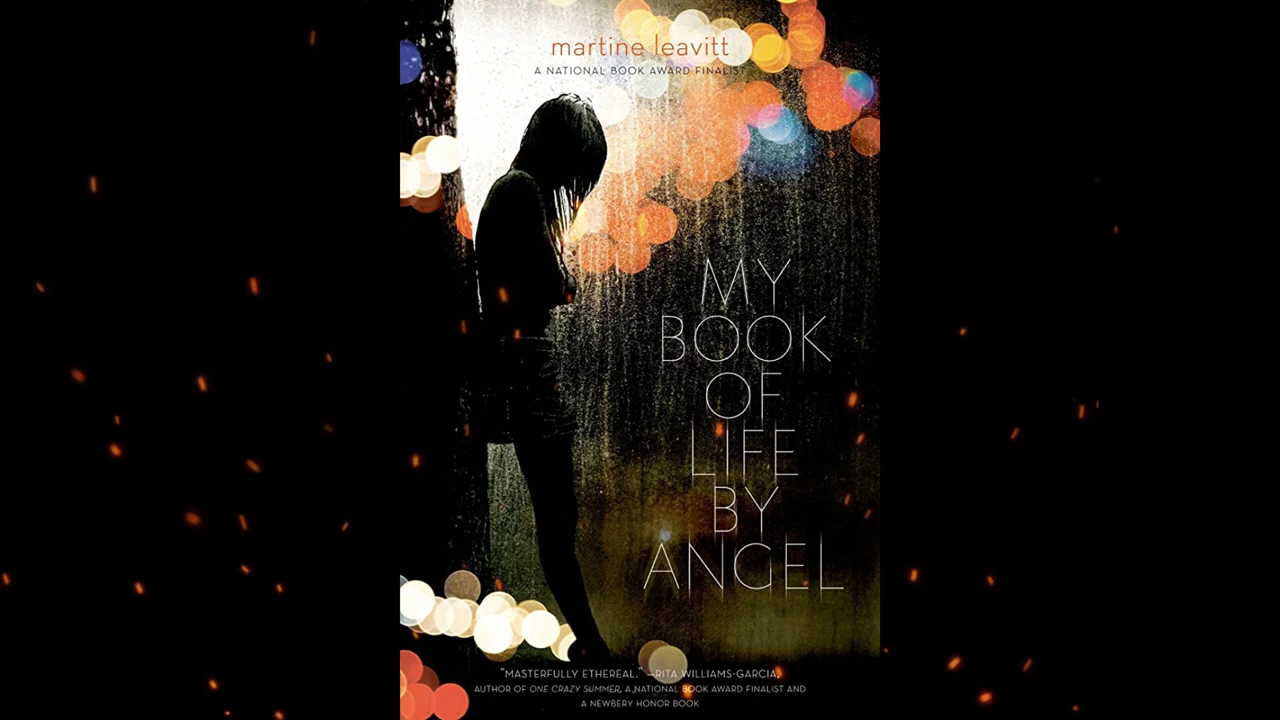 martine leavitt
A NATIONAL BOOK AWARD FINALIST
MY
BOOK
OF
LIFE
BY
ANGEL
"MASTERFULLY ETHEREAL." —RITA WILLIAMS-GARCIA,
AUTHOR OF ONE CRAZY SUMMER, A NATIONAL BOOK AWARD FINALIST AND
A NEWBERY HONOR BOOK